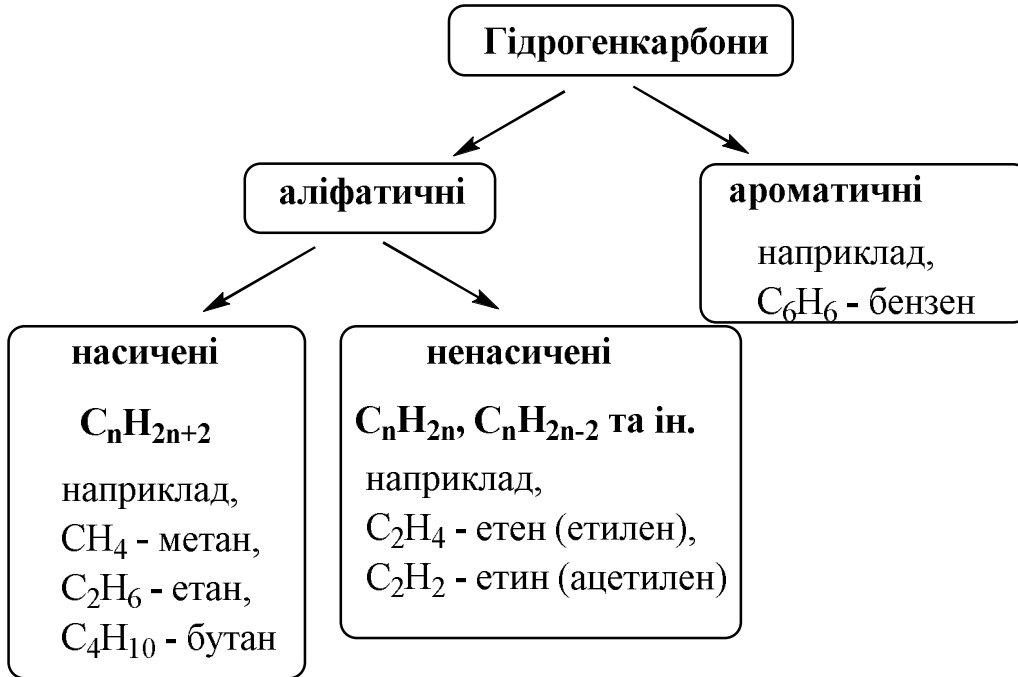 Гідрогенкарбони
аліфатичні
ароматичні
наприклад,
C₆H₆ - бензен
насичені
CₙH₂ₙ₊₂
наприклад,
CH₄ - метан,
C₂H₆ - етан,
C₄H₁₀ - бутан
ненасичені
CₙH₂ₙ, CₙH₂ₙ₋₂ та ін.
наприклад,
C₂H₄ - етен (етилен),
C₂H₂ - етин (ацетилен)